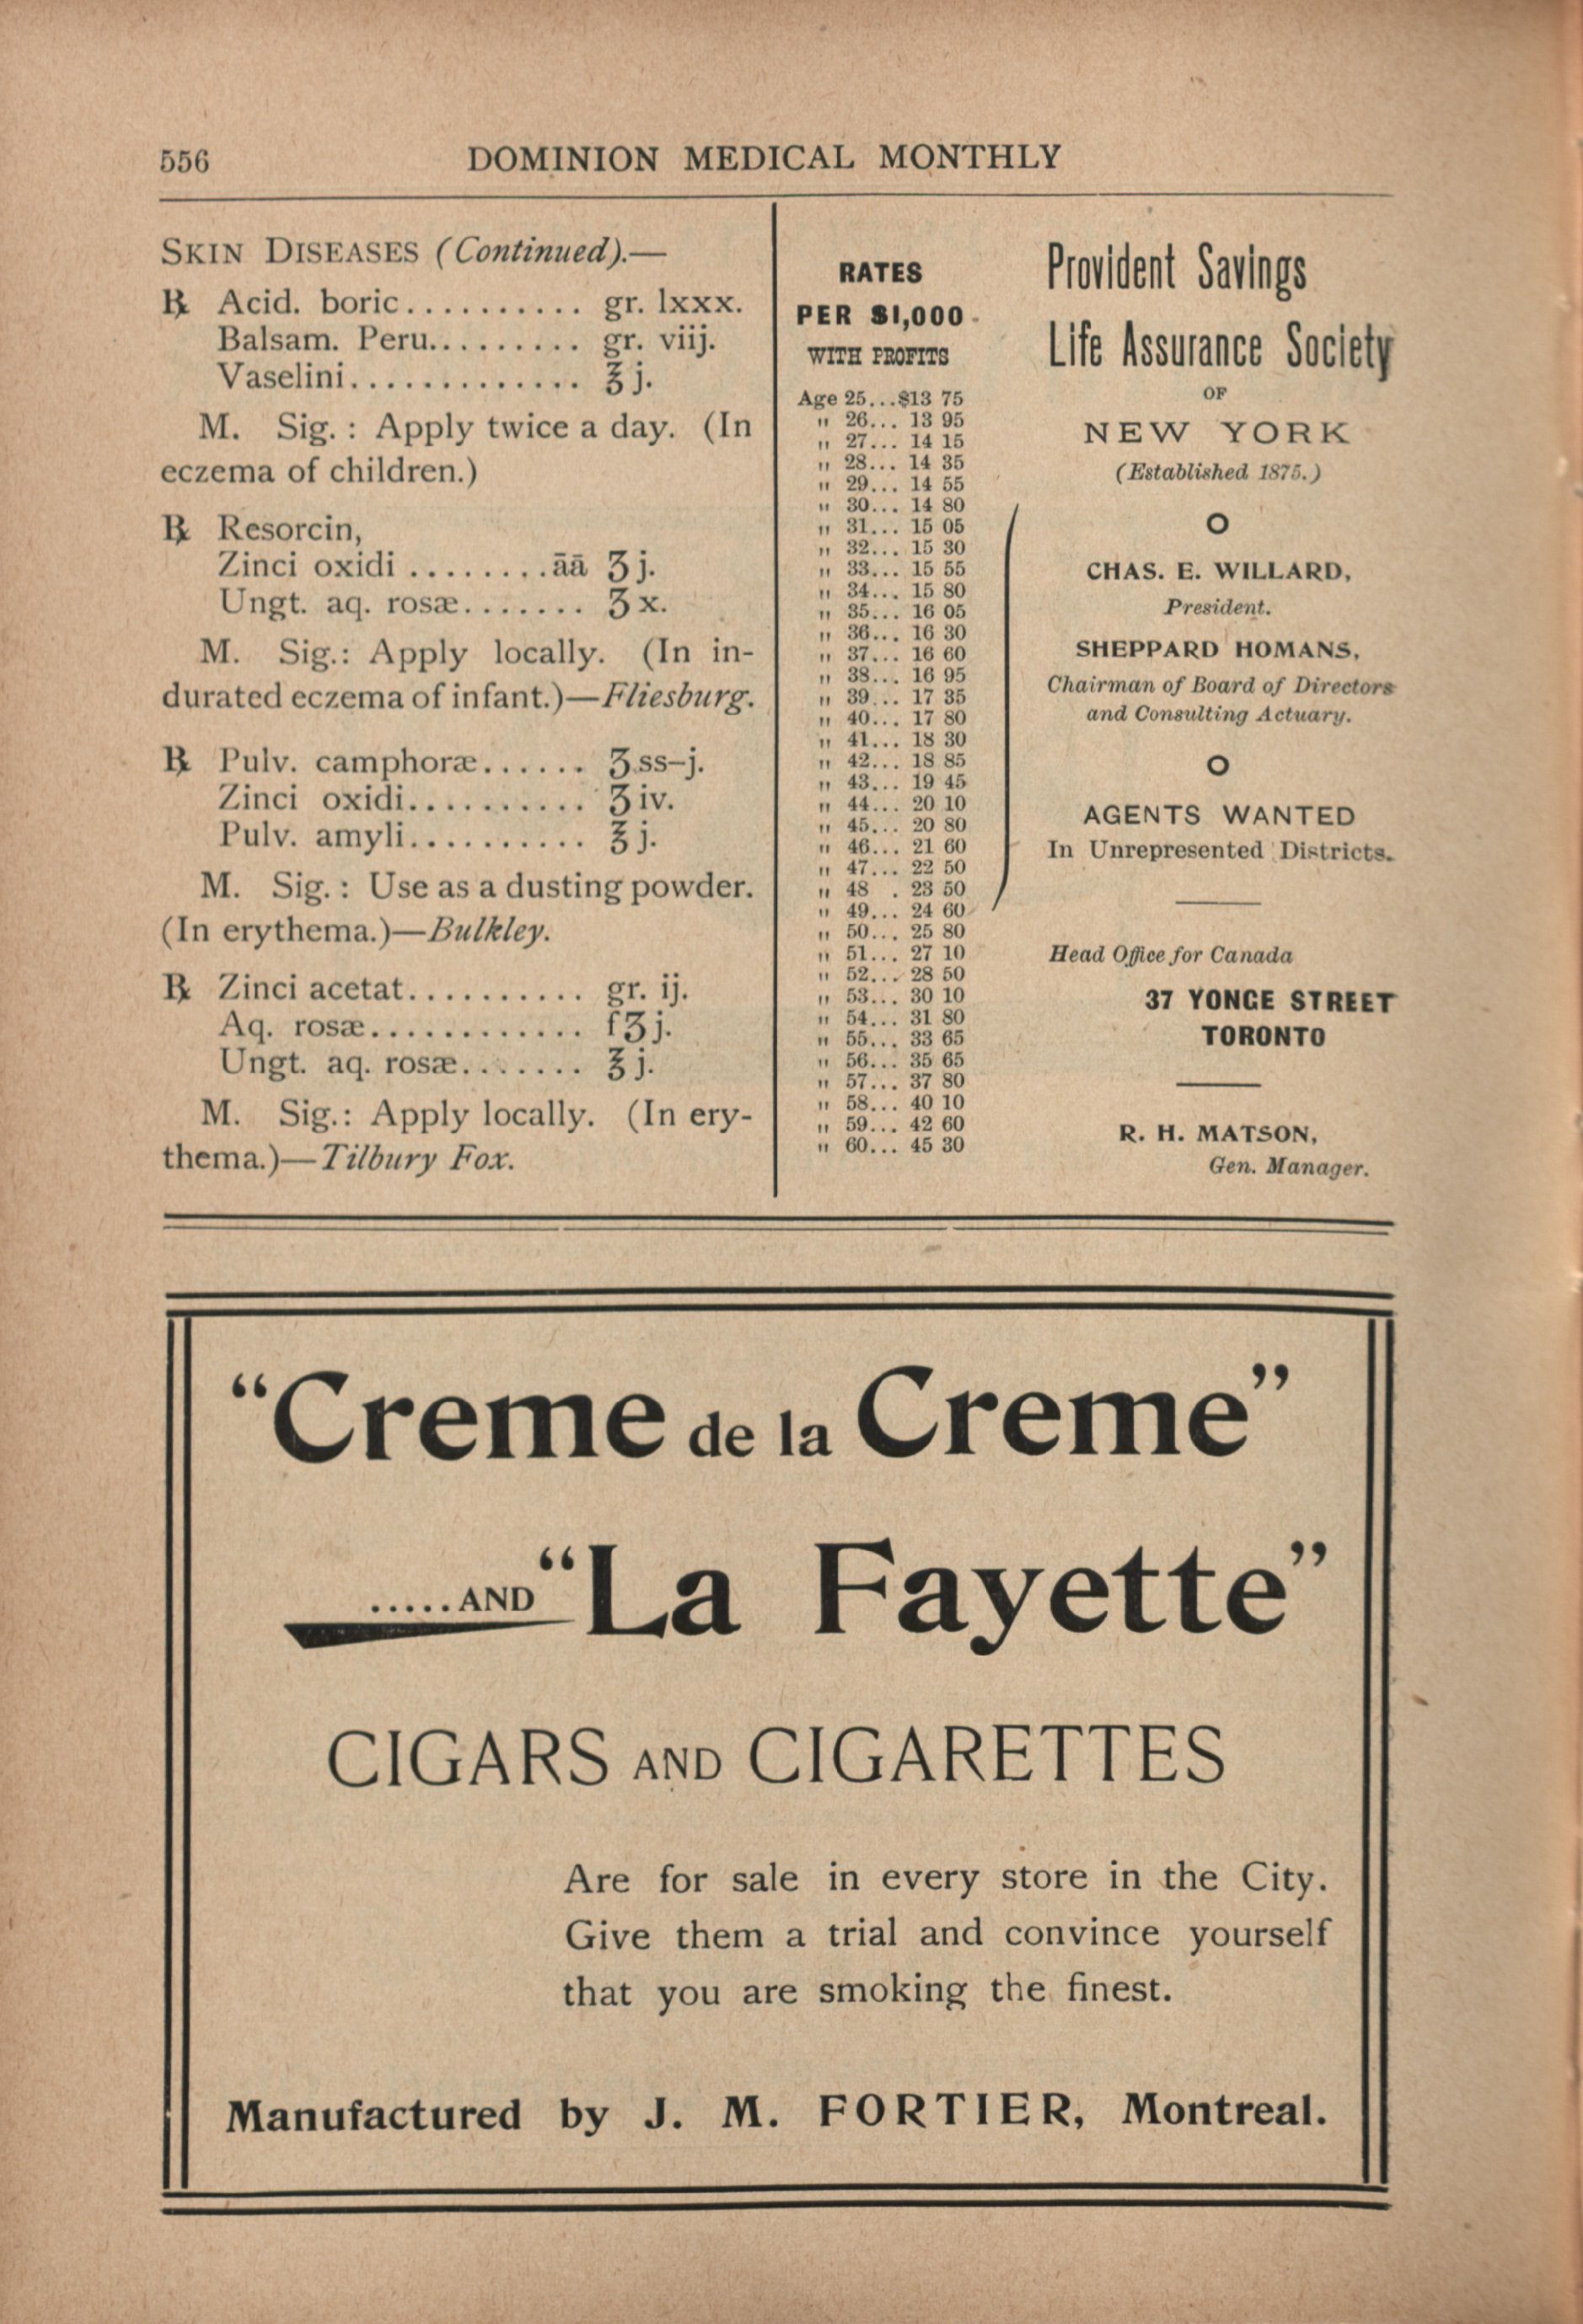 556 DOMINION MEDICAL MONTHLY
SKIN DISEASES (Continued).—
℞ Acid. boric.......... gr. lxxx.
Balsam. Peru......... gr. viij.
Vaselini............. ℥j.
M. Sig.: Apply twice a day. (In
eczema of children.)
℞ Resorcin,
Zinci oxidi ........āā ʒj.
Ungt. aq. rosæ....... ʒx.
M. Sig.: Apply locally. (In in-
durated eczema of infant.)—Fliesburg.
℞ Pulv. camphoræ...... ʒss–j.
Zinci oxidi.......... ʒiv.
Pulv. amyli.......... ℥j.
M. Sig.: Use as a dusting powder.
(In erythema.)—Bulkley.
℞ Zinci acetat.......... gr. ij.
Aq. rosæ............ fʒj.
Ungt. aq. rosæ....... ℥j.
M. Sig.: Apply locally. (In ery-
thema.)—Tilbury Fox.
RATES
PER $1,000
WITH PROFITS
Age 25...$13 75
" 26... 13 95
" 27... 14 15
" 28... 14 35
" 29... 14 55
" 30... 14 80
" 31... 15 05
" 32... 15 30
" 33... 15 55
" 34... 15 80
" 35... 16 05
" 36... 16 30
" 37... 16 60
" 38... 16 95
" 39... 17 35
" 40... 17 80
" 41... 18 30
" 42... 18 85
" 43... 19 45
" 44... 20 10
" 45... 20 80
" 46... 21 60
" 47... 22 50
" 48 . 23 50
" 49... 24 60
" 50... 25 80
" 51... 27 10
" 52... 28 50
" 53... 30 10
" 54... 31 80
" 55... 33 65
" 56... 35 65
" 57... 37 80
" 58... 40 10
" 59... 42 60
" 60... 45 30
Provident Savings
Life Assurance Society
OF
NEW YORK
(Established 1875.)
O
CHAS. E. WILLARD,
President.
SHEPPARD HOMANS,
Chairman of Board of Directors
and Consulting Actuary.
O
AGENTS WANTED
In Unrepresented Districts.
Head Office for Canada
37 YONGE STREET
TORONTO
R. H. MATSON,
Gen. Manager.
"Creme de la Creme"
.....AND "La Fayette"
CIGARS AND CIGARETTES
Are for sale in every store in the City.
Give them a trial and convince yourself
that you are smoking the finest.
Manufactured by J. M. FORTIER, Montreal.